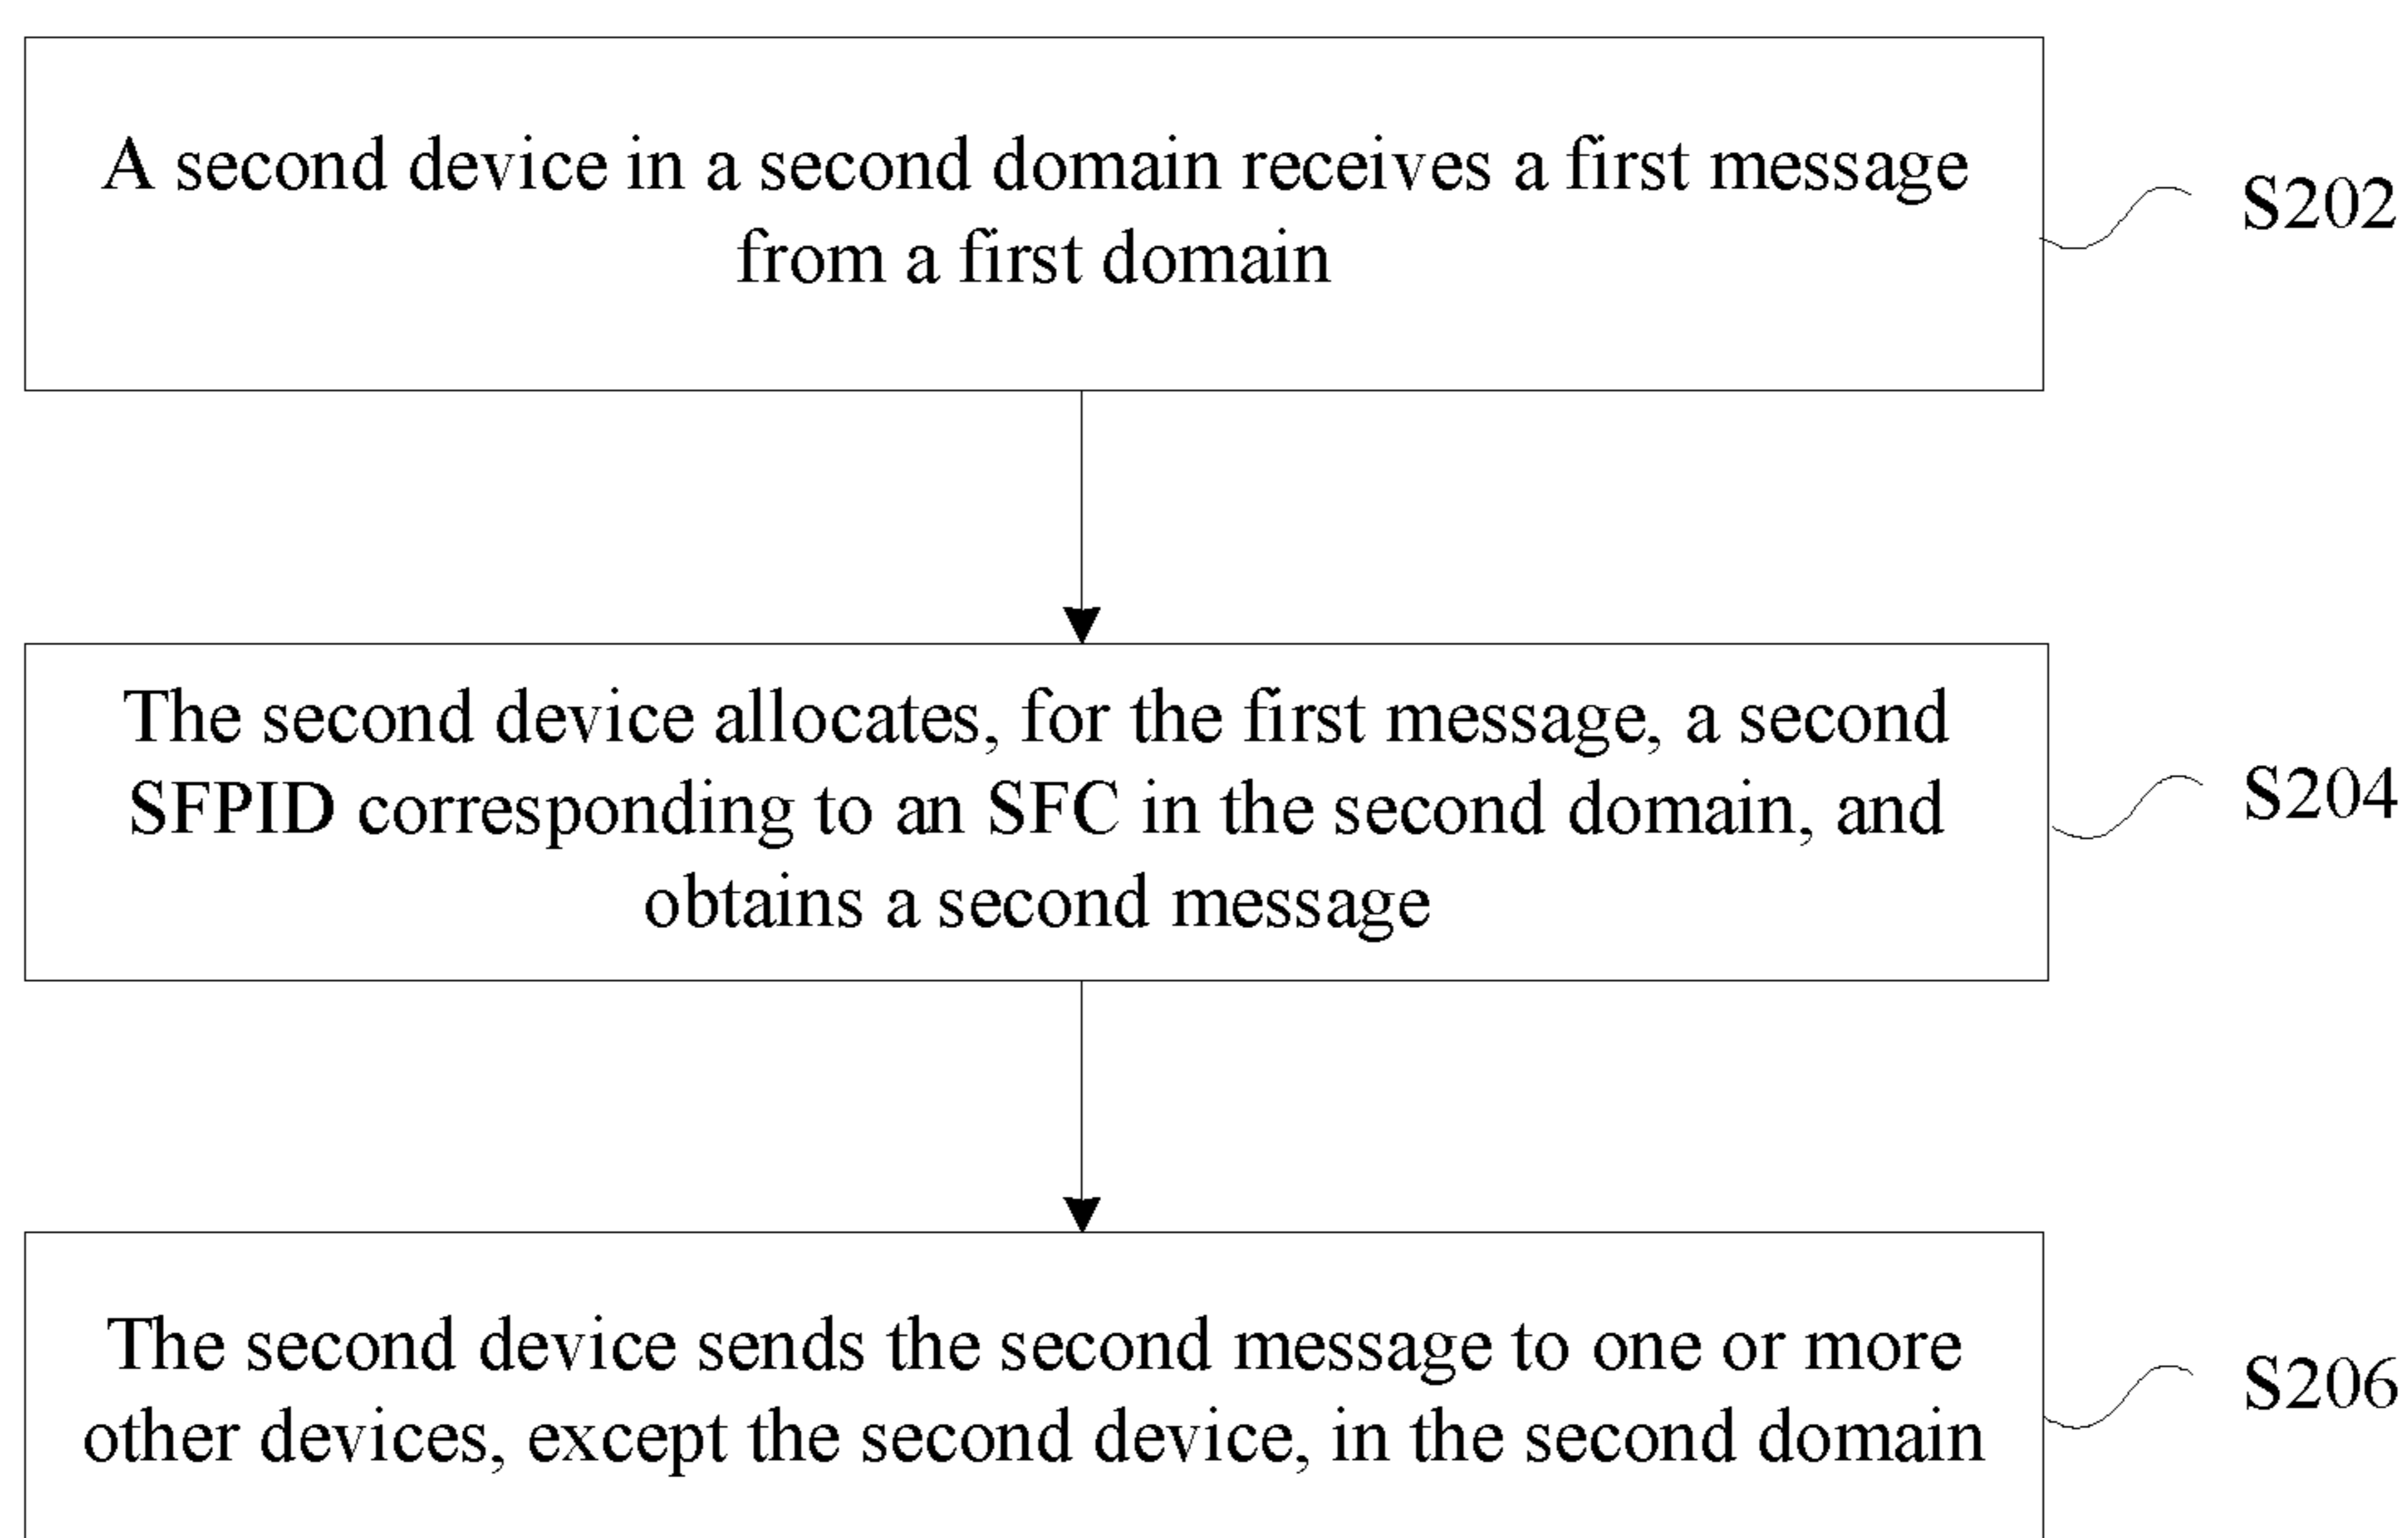 A second device in a second domain receives a first message
from a first domain
S202
The second device allocates, for the first message, a second
SFPID corresponding to an SFC in the second domain, and
obtains a second message
S204
The second device sends the second message to one or more
other devices, except the second device, in the second domain
S206